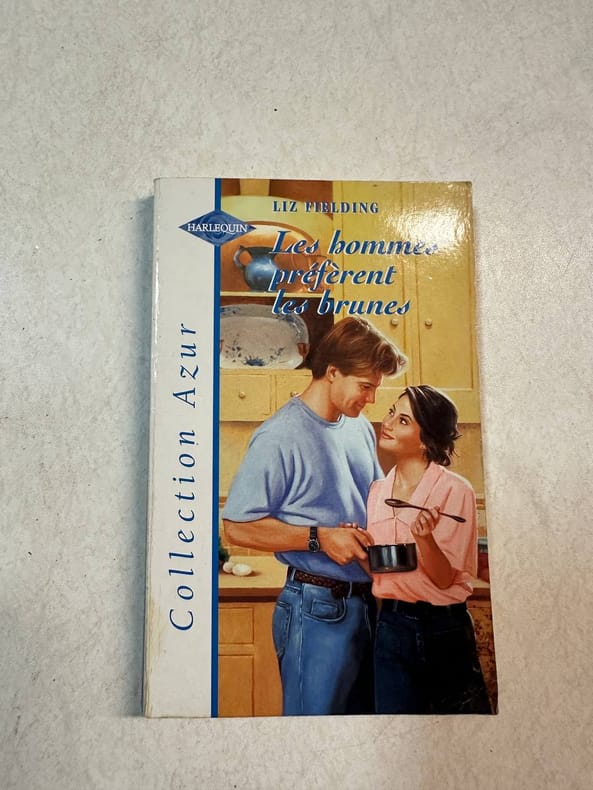 LIZ FIELDING
HARLEQUIN
Les hommes
préfèrent
les brunes
Collection Azur